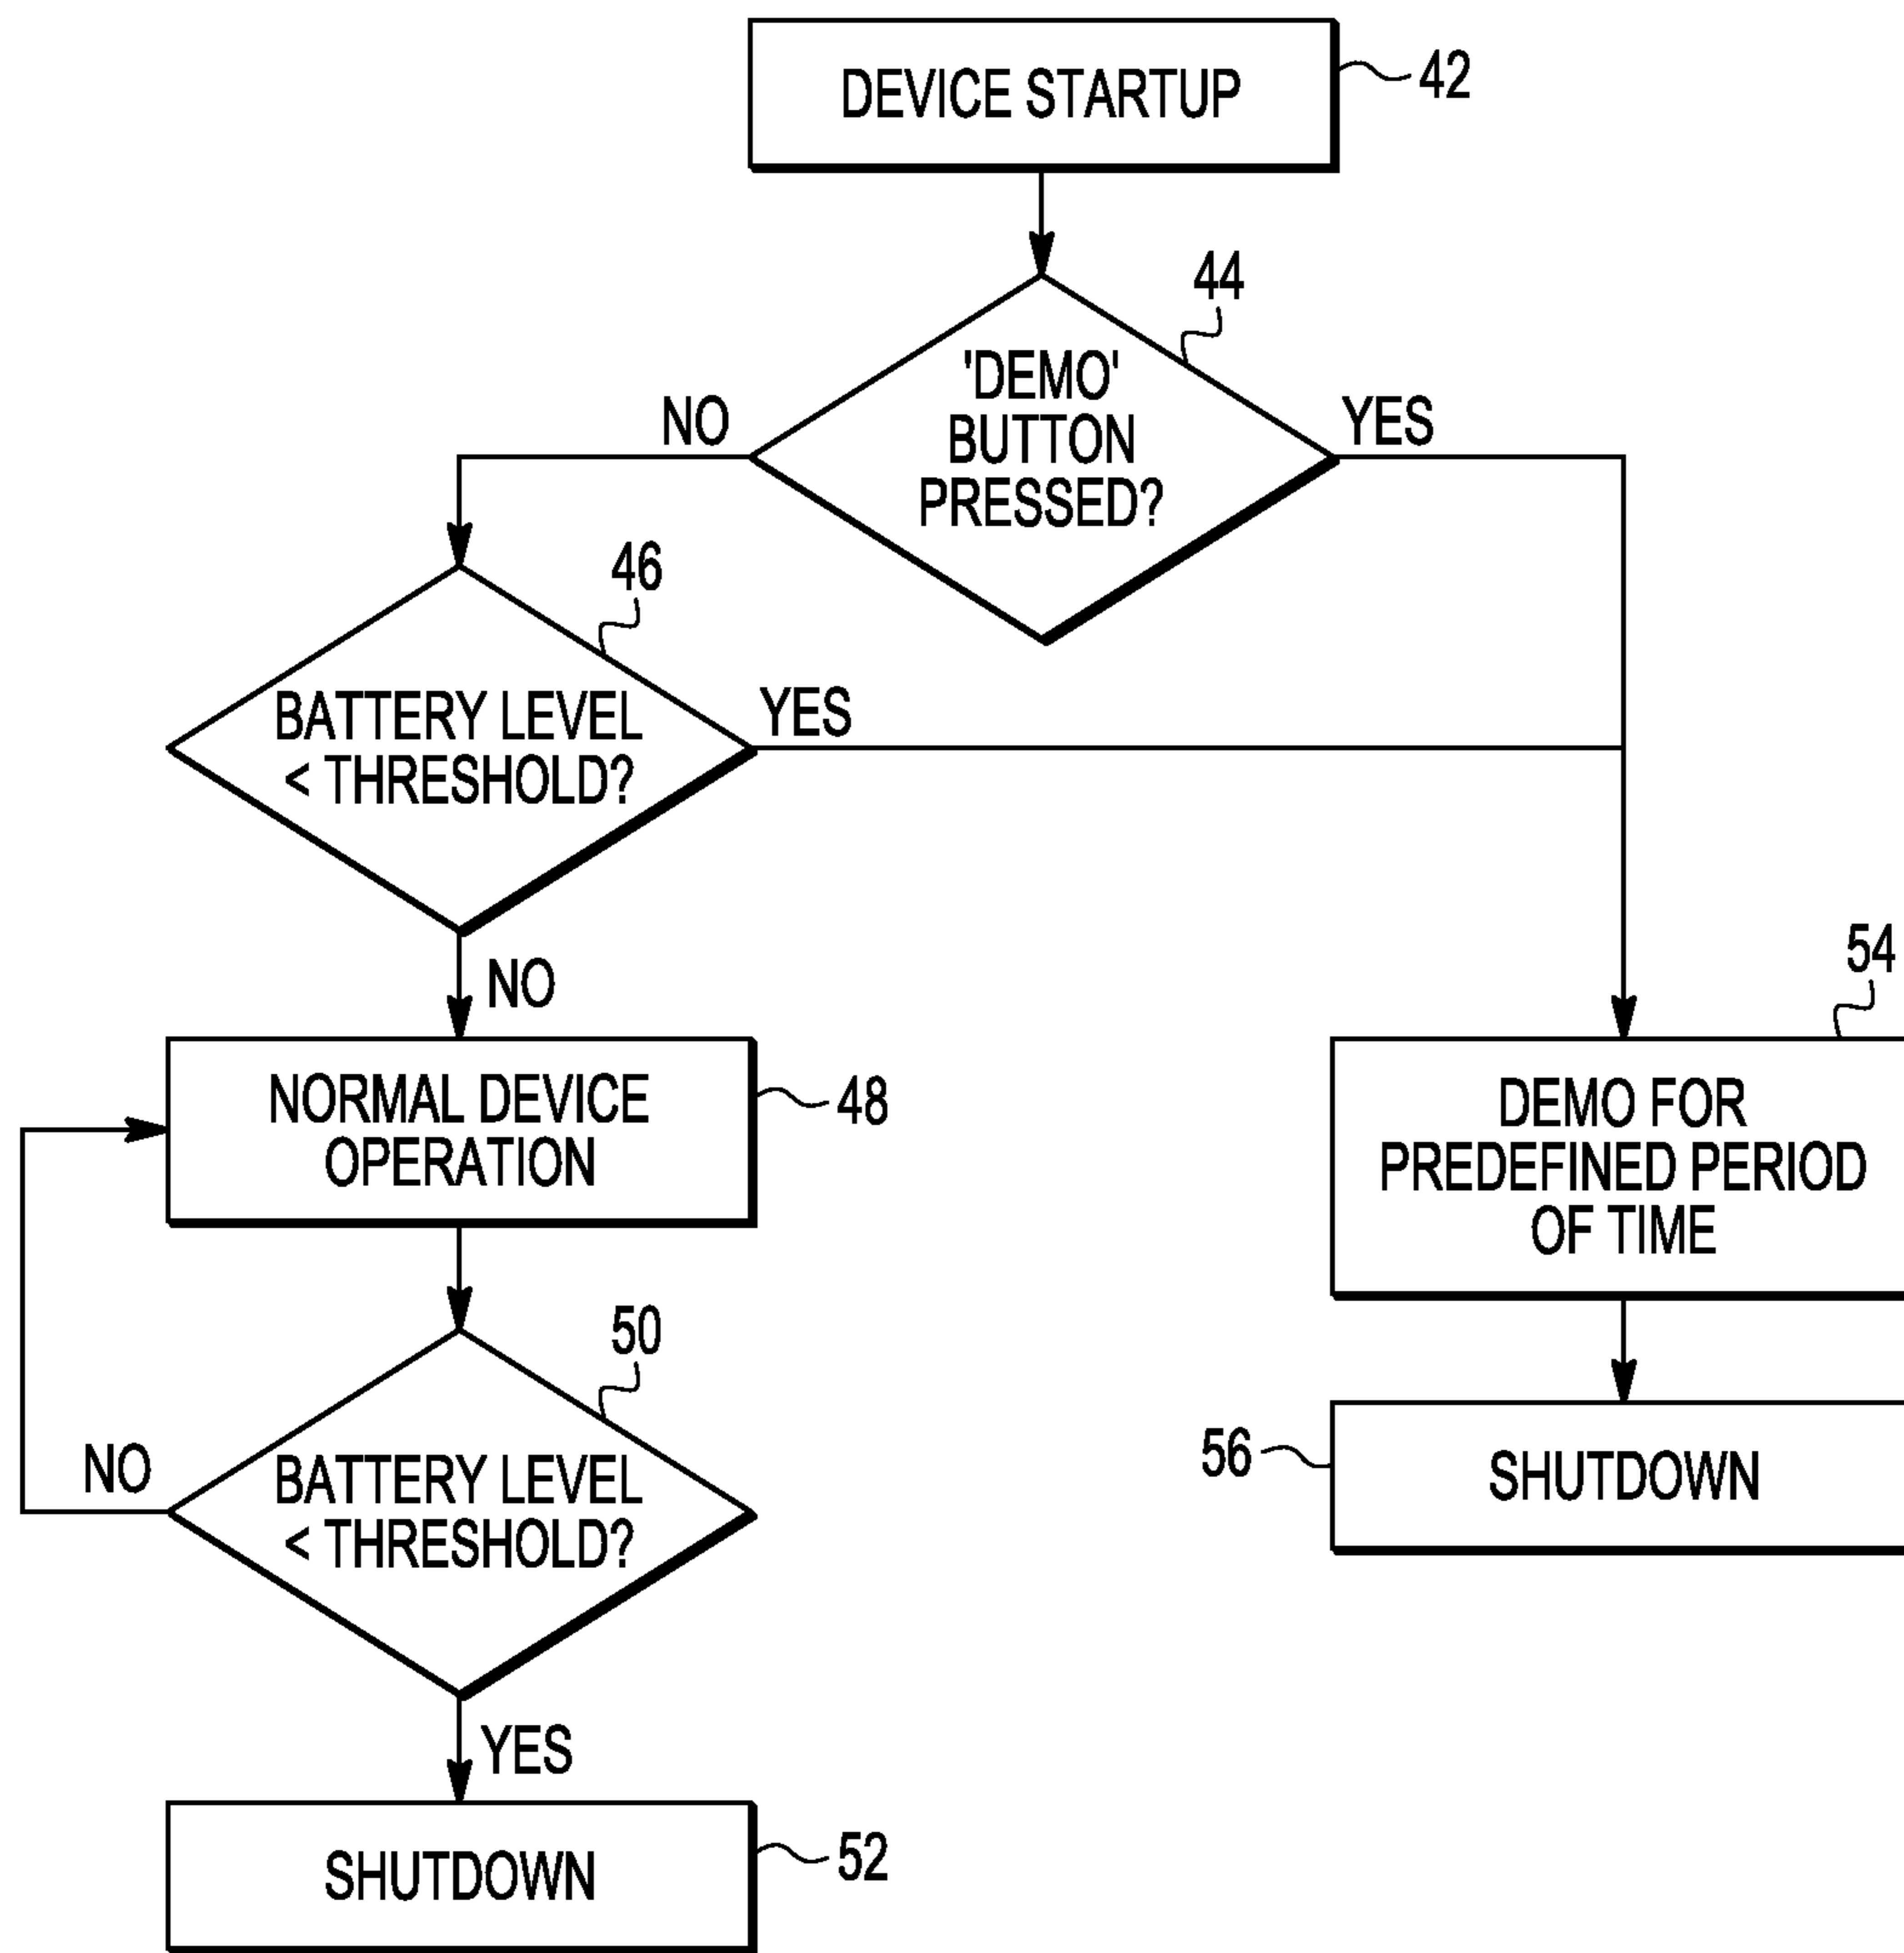 DEVICE STARTUP
42
44
'DEMO'
BUTTON
PRESSED?
NO
YES
46
BATTERY LEVEL
< THRESHOLD?
YES
NO
NORMAL DEVICE
OPERATION
48
50
BATTERY LEVEL
< THRESHOLD?
NO
YES
SHUTDOWN
52
54
DEMO FOR
PREDEFINED PERIOD
OF TIME
56
SHUTDOWN